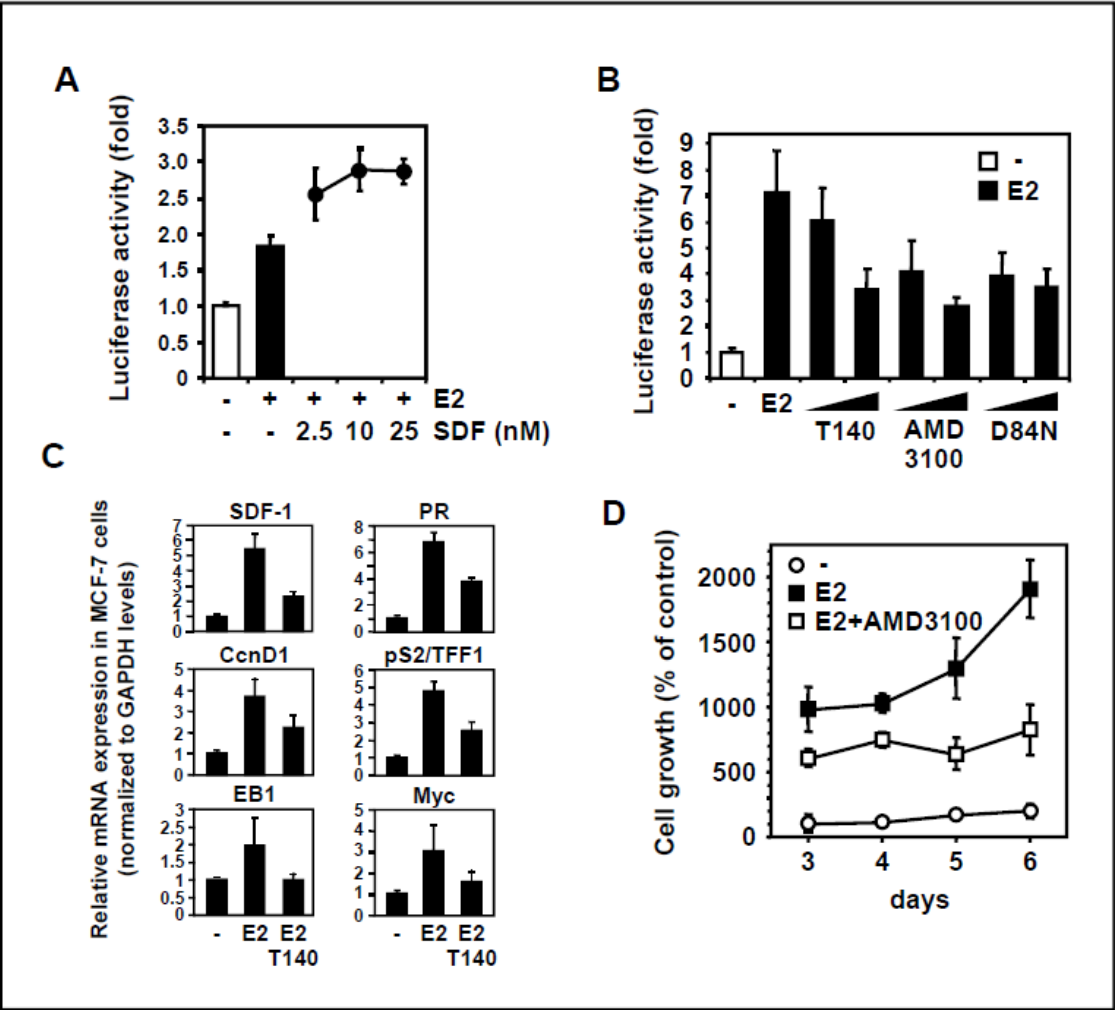 A
Luciferase activity (fold)
3.5
3.0
2.5
2.0
1.5
1.0
0.5
0
- + + + + E2
- - 2.5 10 25 SDF (nM)
B
Luciferase activity (fold)
9
8
7
6
5
4
3
2
1
0
-
E2
- E2 T140 AMD 3100 D84N
C
Relative mRNA expression in MCF-7 cells
(normalized to GAPDH levels)
SDF-1
7
6
5
4
3
2
1
0
PR
8
6
4
2
0
CcnD1
5
4
3
2
1
0
pS2/TFF1
6
5
4
3
2
1
0
EB1
3
2.5
2
1.5
1
0.5
0
- E2 E2
T140
Myc
5
4
3
2
1
0
- E2 E2
T140
D
Cell growth (% of control)
2000
1500
1000
500
0
-
E2
E2+AMD3100
3 4 5 6
days